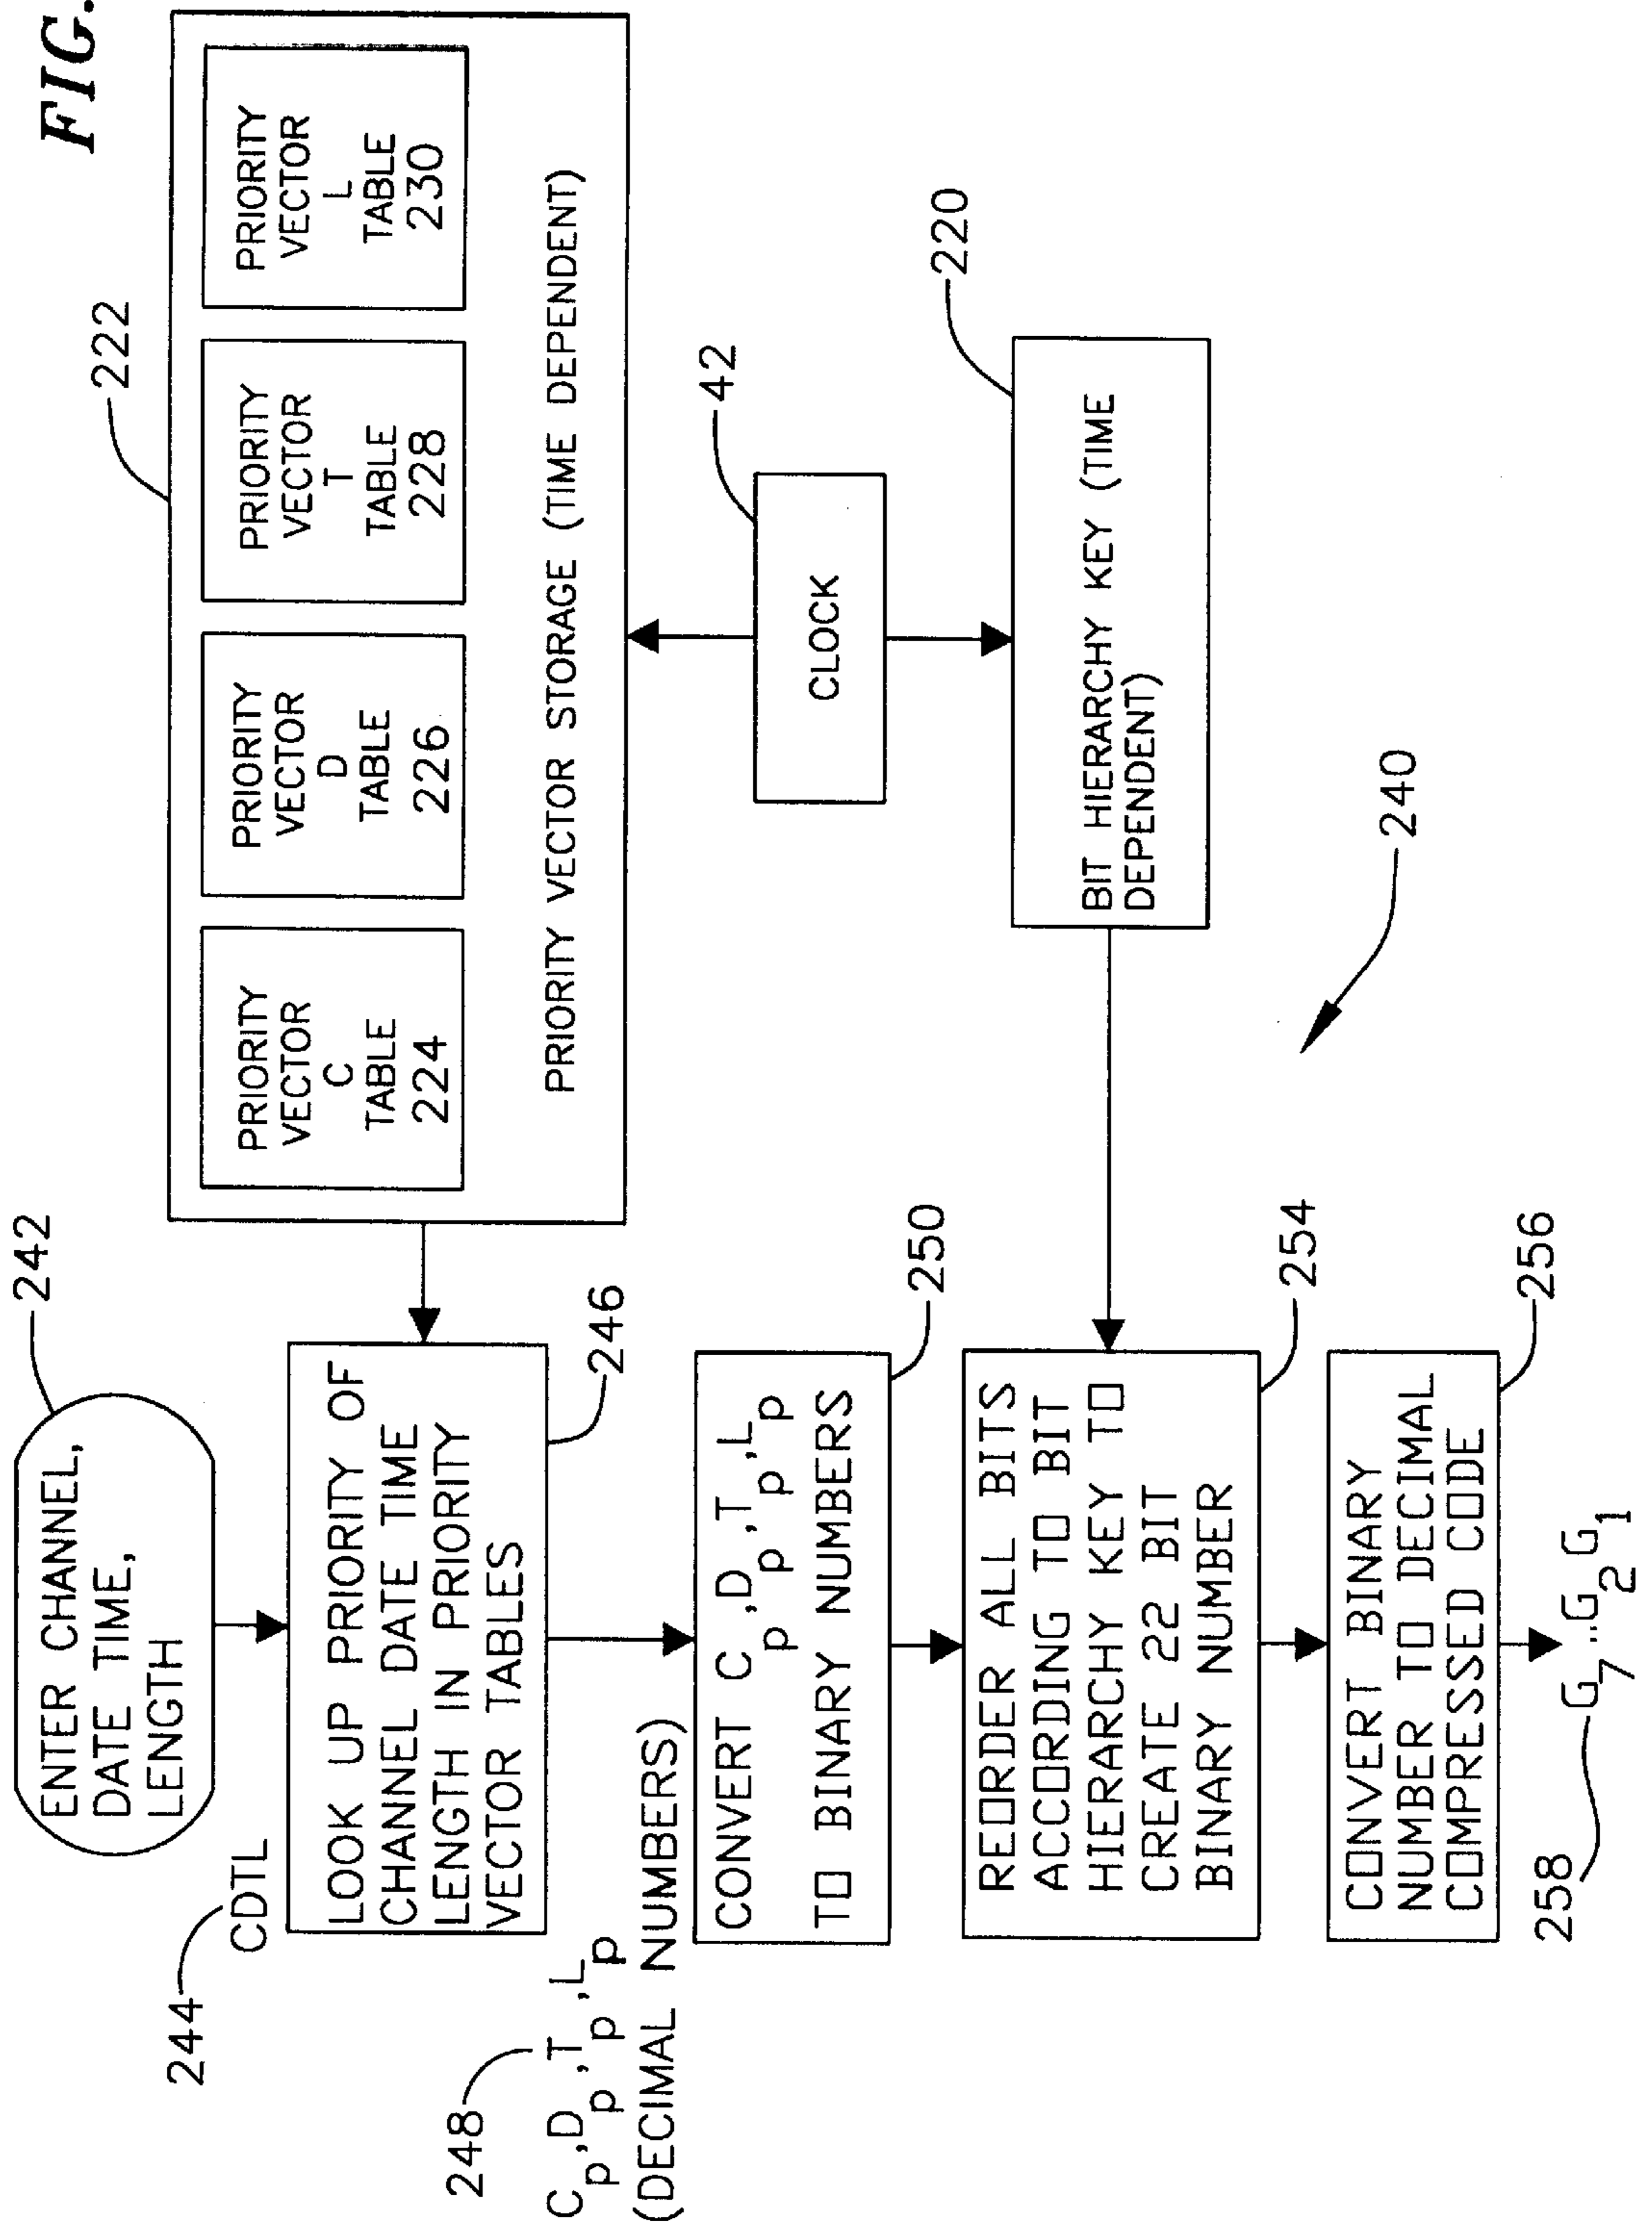 FIG.
242
ENTER CHANNEL,
DATE TIME,
LENGTH
244
CDTL
LOOK UP PRIORITY OF
CHANNEL DATE TIME
LENGTH IN PRIORITY
VECTOR TABLES
246
222
PRIORITY
VECTOR
C
TABLE
224
PRIORITY
VECTOR
D
TABLE
226
PRIORITY
VECTOR
T
TABLE
228
PRIORITY
VECTOR
L
TABLE
230
PRIORITY VECTOR STORAGE (TIME DEPENDENT)
248
Cp,Dp,Tp,Lp
(DECIMAL NUMBERS)
CONVERT Cp,Dp,Tp,Lp
TO BINARY NUMBERS
250
42
CLOCK
220
BIT HIERARCHY KEY (TIME
DEPENDENT)
REORDER ALL BITS
ACCORDING TO BIT
HIERARCHY KEY TO
CREATE 22 BIT
BINARY NUMBER
254
240
CONVERT BINARY
NUMBER TO DECIMAL
COMPRESSED CODE
256
258
G7...G2G1